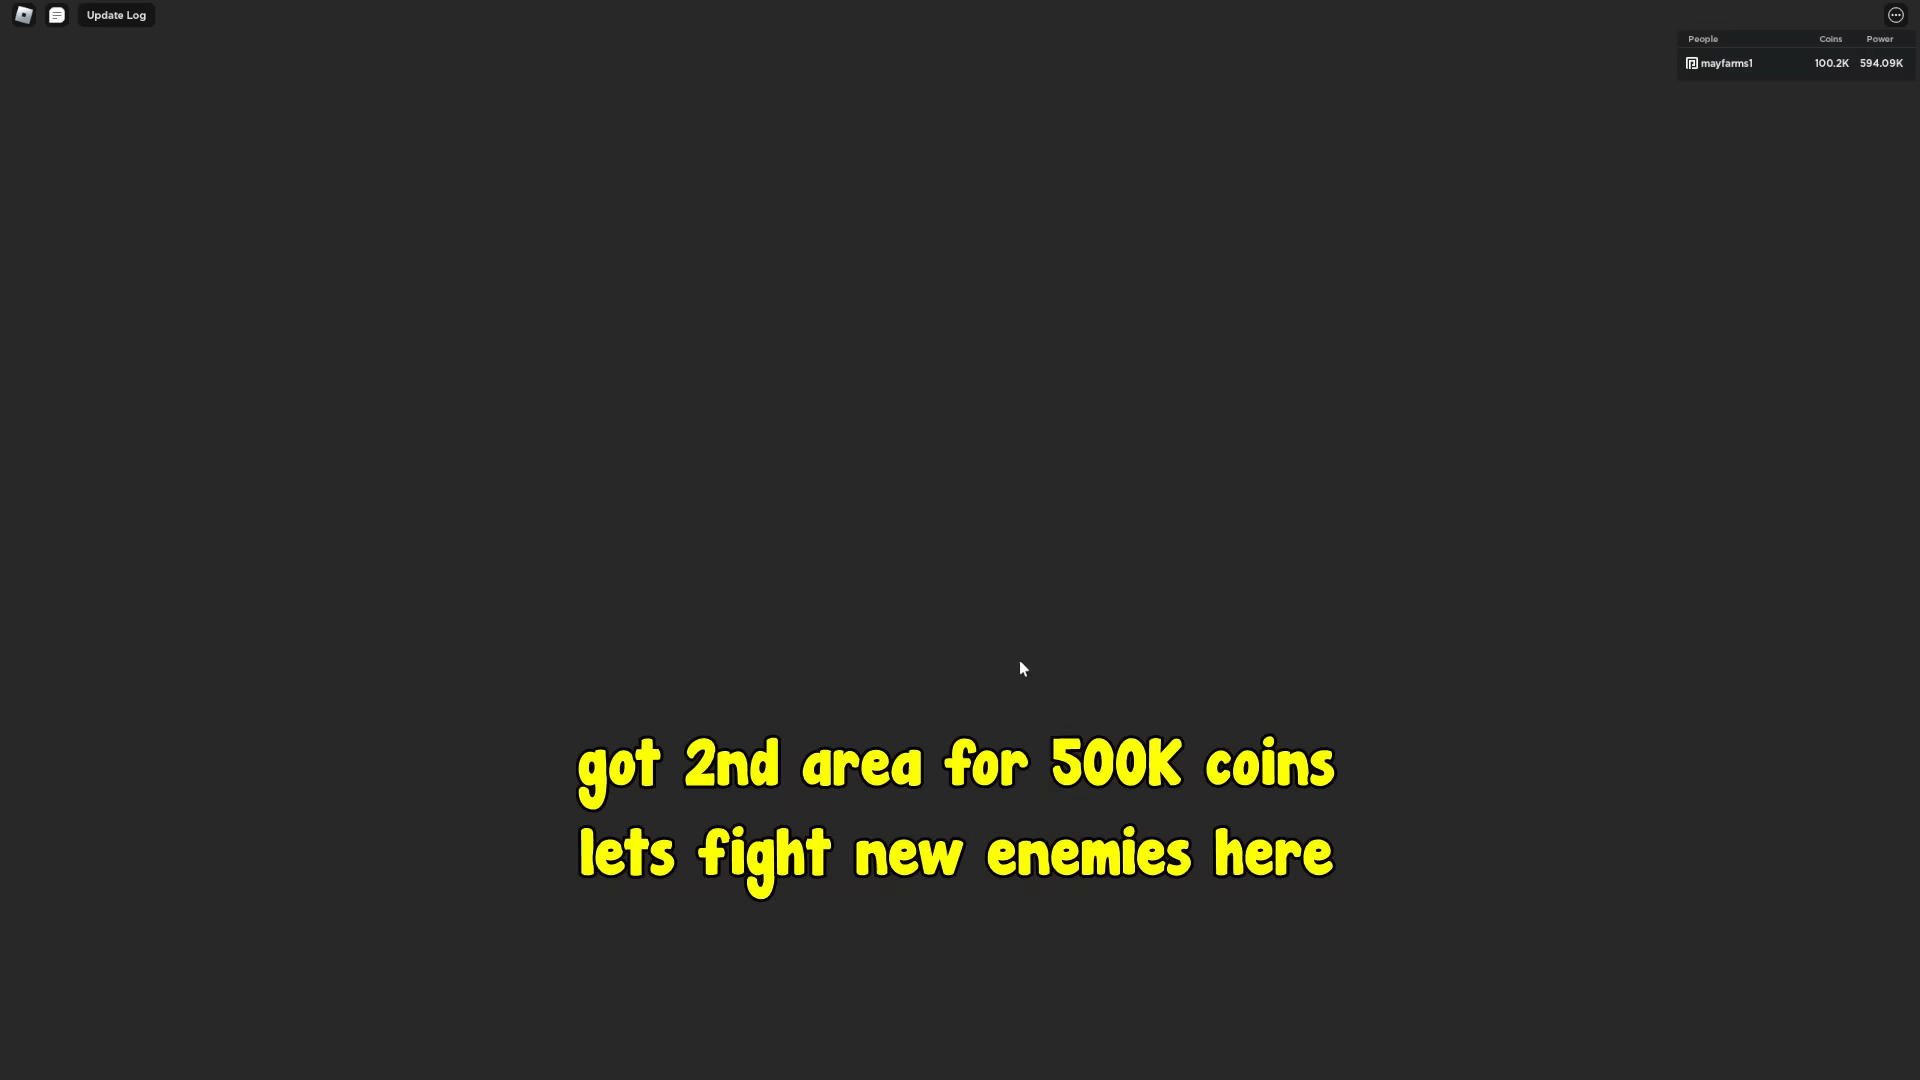 Update Log
People Coins Power
mayfarms1 100.2K 594.09K
got 2nd area for 500K coins
lets fight new enemies here